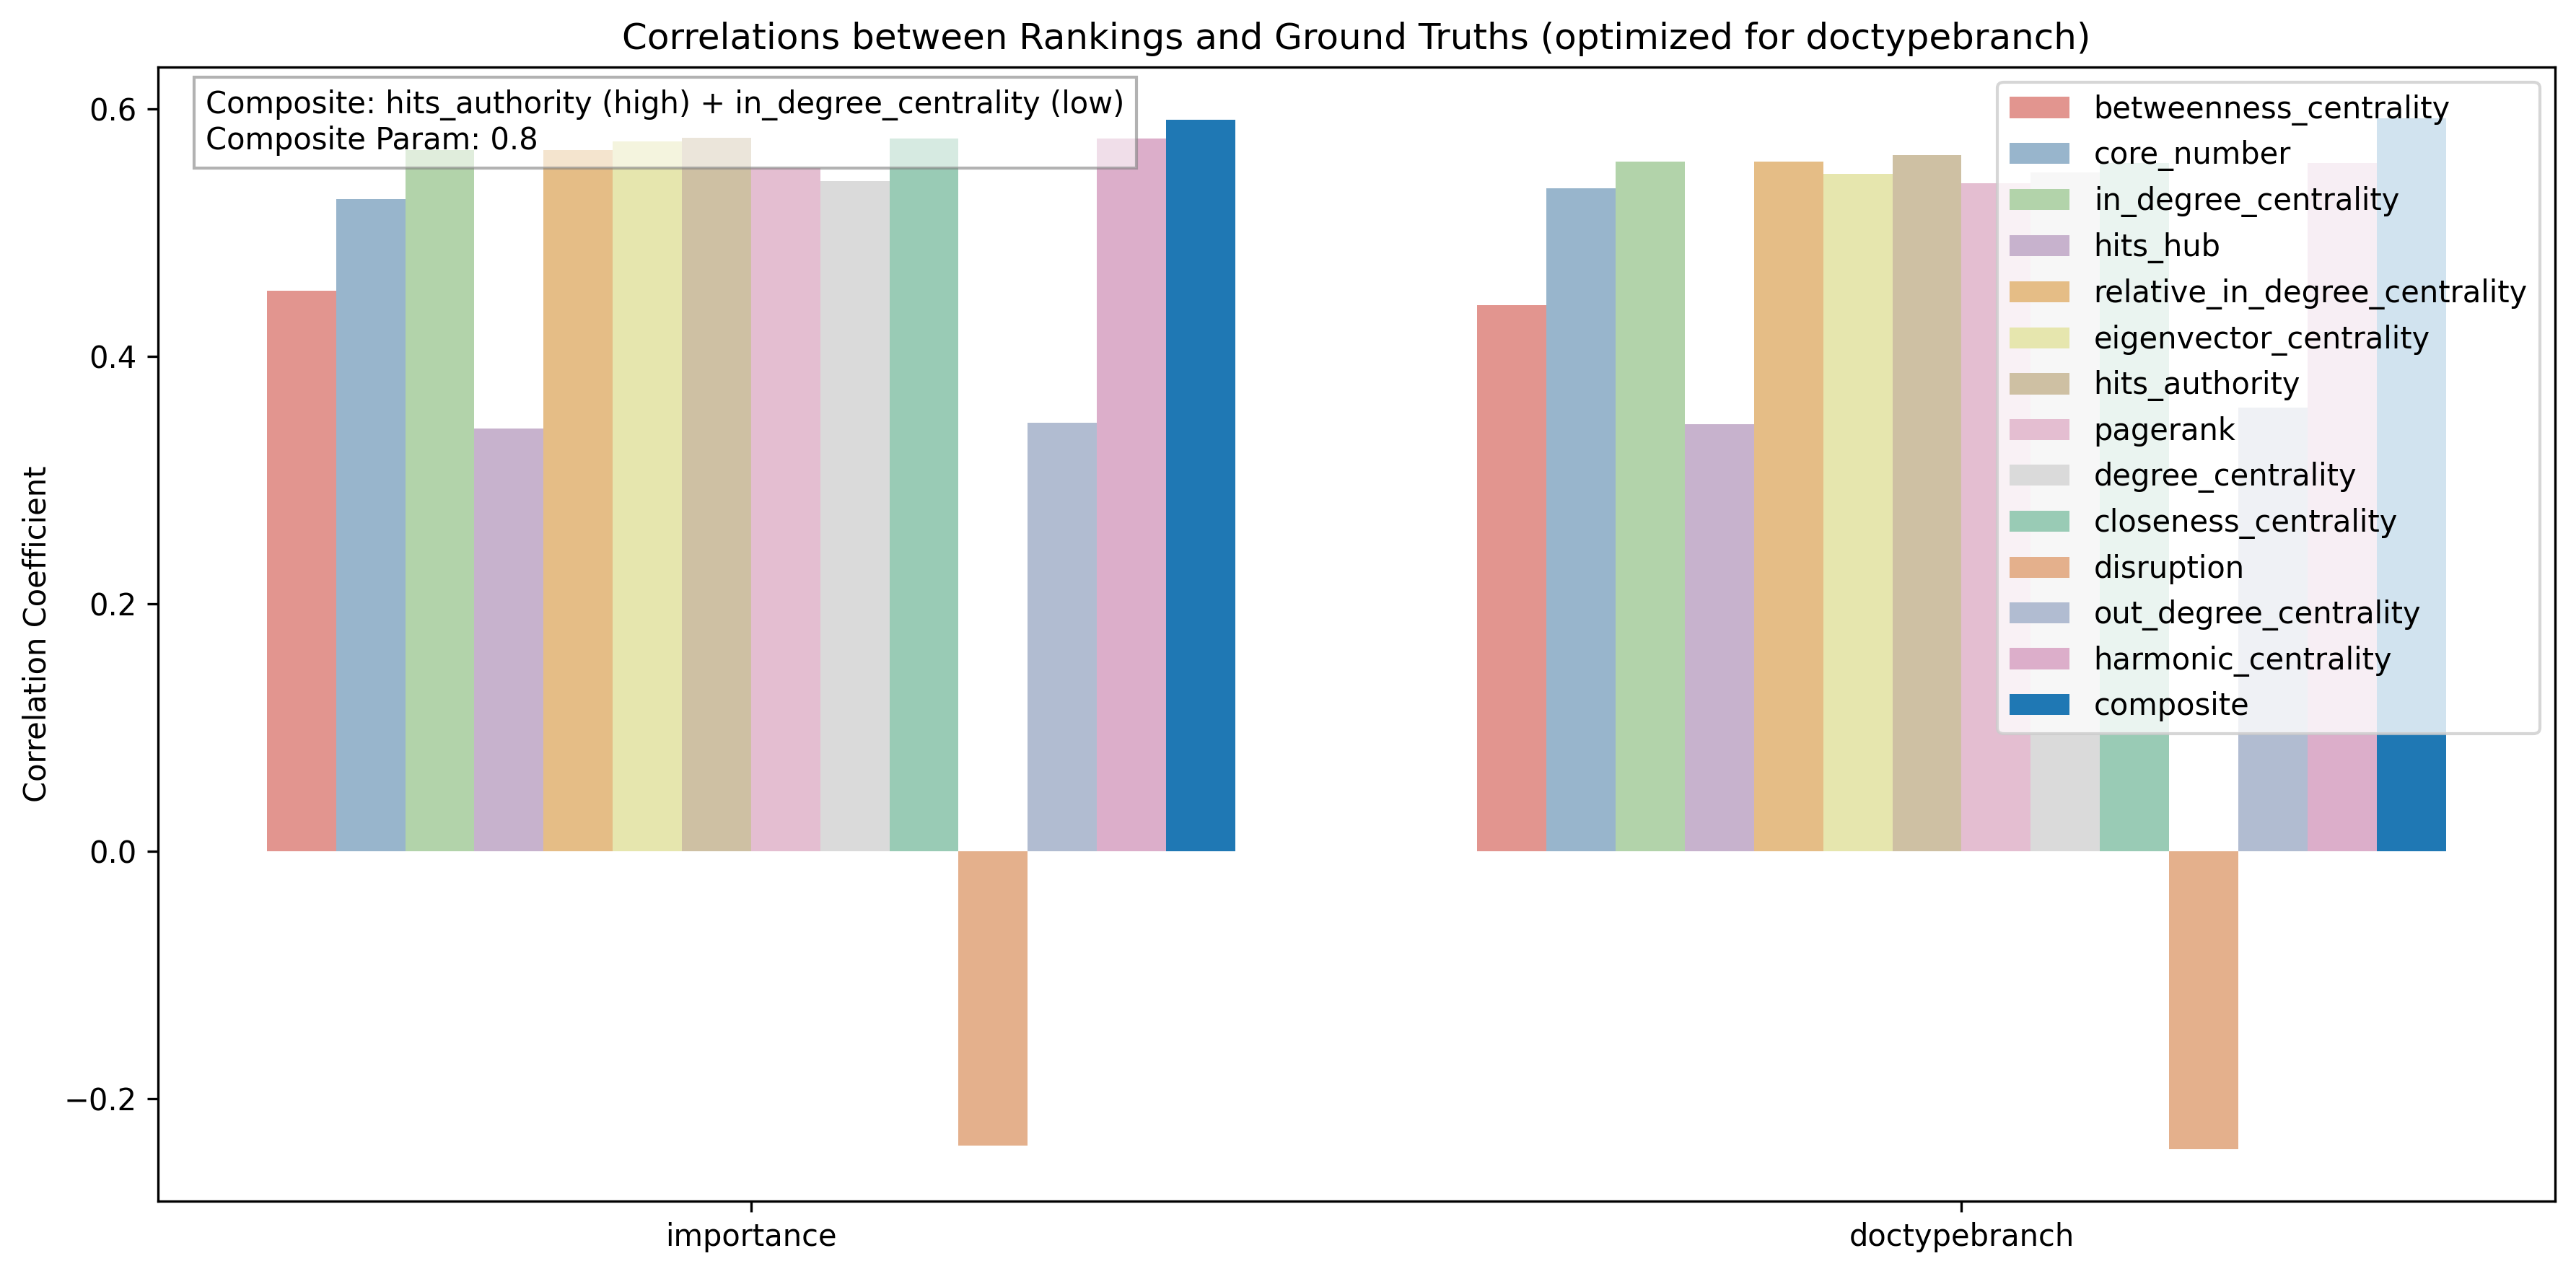 Correlations between Rankings and Ground Truths (optimized for doctypebranch)
Composite: hits_authority (high) + in_degree_centrality (low)
Composite Param: 0.8
betweenness_centrality
core_number
in_degree_centrality
hits_hub
relative_in_degree_centrality
eigenvector_centrality
hits_authority
pagerank
degree_centrality
closeness_centrality
disruption
out_degree_centrality
harmonic_centrality
composite
Correlation Coefficient
0.6
0.4
0.2
0.0
−0.2
importance
doctypebranch